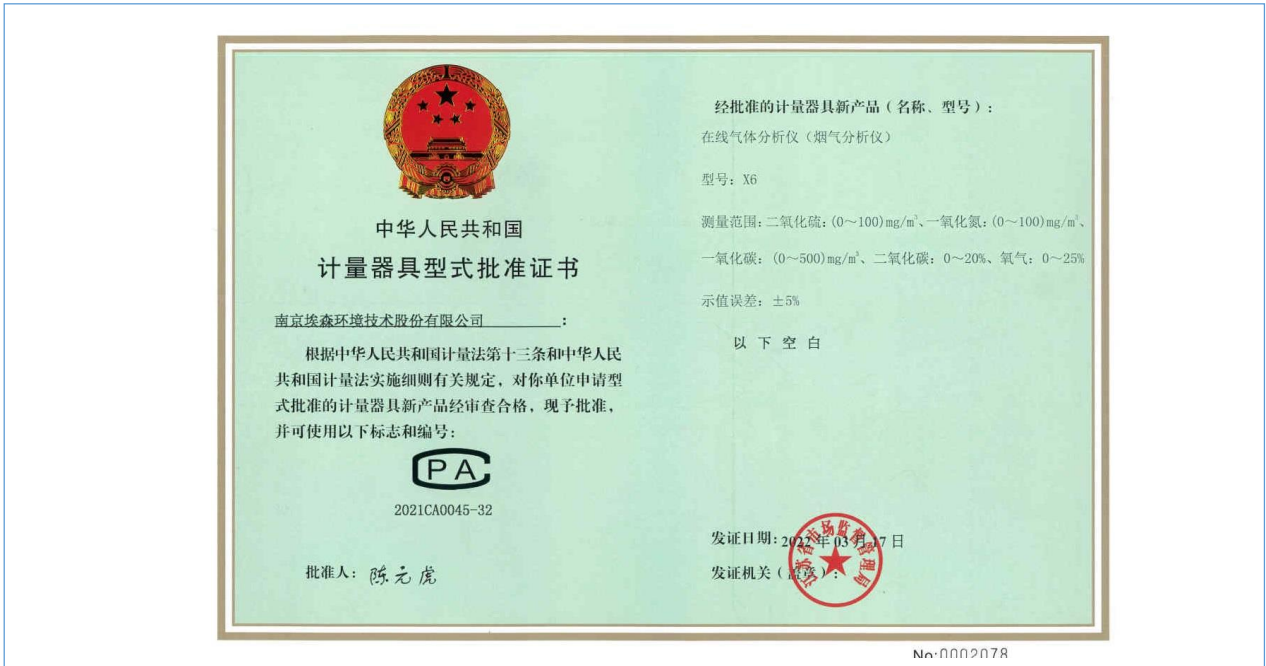 中华人民共和国
计量器具型式批准证书
南京埃森环境技术股份有限公司:
根据中华人民共和国计量法第十三条和中华人民
共和国计量法实施细则有关规定,对你单位申请型
式批准的计量器具新产品经审查合格,现予批准,
并可使用以下标志和编号:
CPA
2021CA0045-32
批准人: 陈元虎
经批准的计量器具新产品(名称、型号):
在线气体分析仪(烟气分析仪)
型号: X6
测量范围: 二氧化硫: (0～100)mg/m³、一氧化氮: (0～100)mg/m³、
一氧化碳: (0～500)mg/m³、二氧化碳: 0～20%、氧气: 0～25%
示值误差: ±5%
以下空白
发证日期: 2022年03月17日
发证机关(盖章):
江苏省市场监督管理局
No:0002078